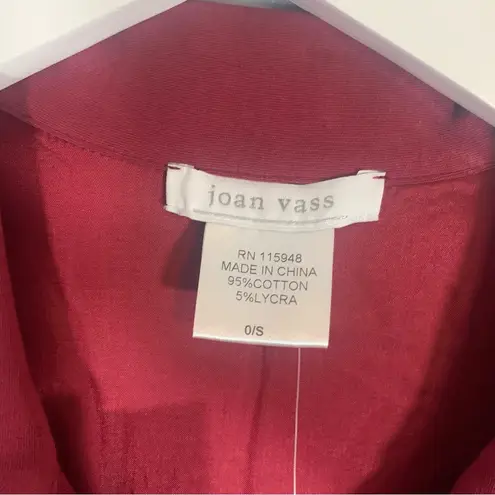 joan vass
RN 115948
MADE IN CHINA
95%COTTON
5%LYCRA
0/S